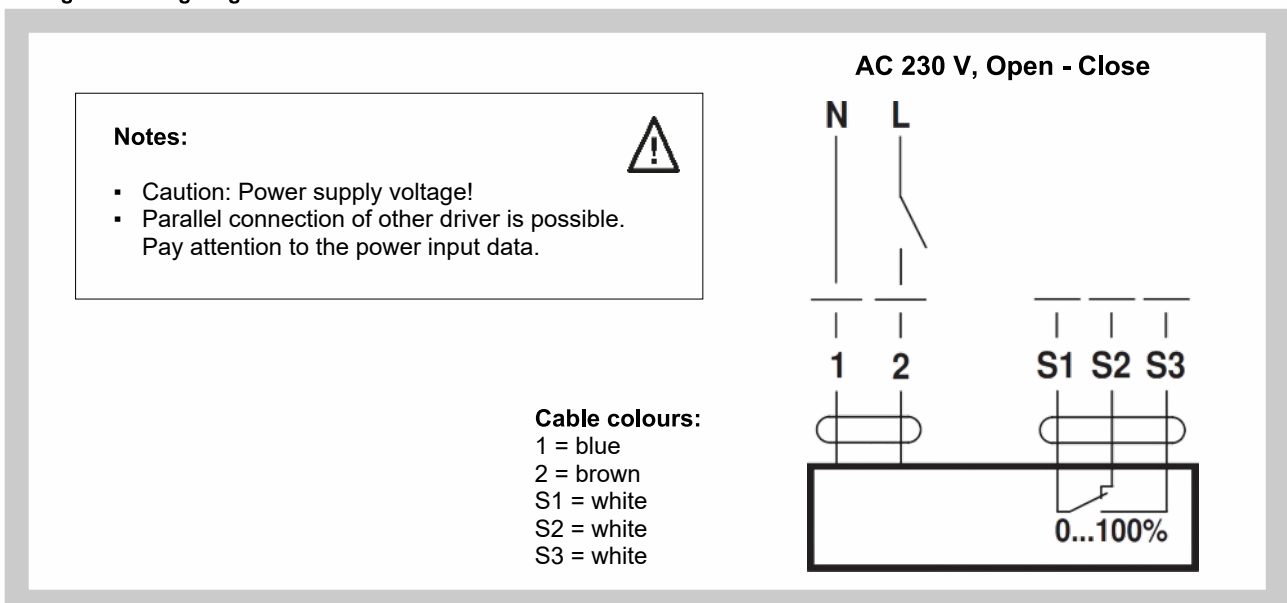 AC 230 V, Open - Close
Notes:
▪ Caution: Power supply voltage!
▪ Parallel connection of other driver is possible.
Pay attention to the power input data.
N L
1 2 S1 S2 S3
Cable colours:
1 = blue
2 = brown
S1 = white
S2 = white
S3 = white
0...100%